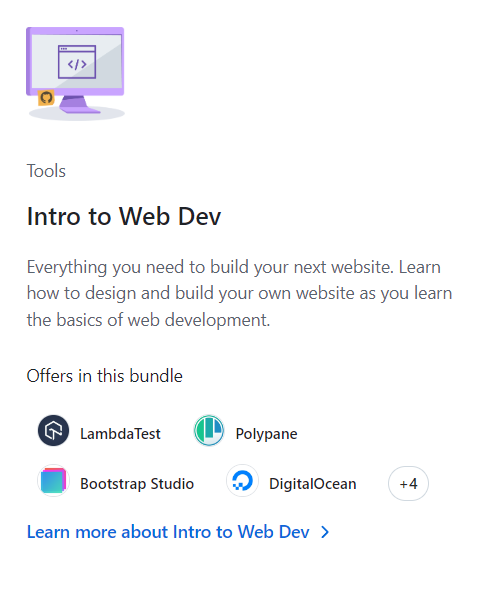 Tools
Intro to Web Dev
Everything you need to build your next website. Learn
how to design and build your own website as you learn
the basics of web development.
Offers in this bundle
LambdaTest Polypane
Bootstrap Studio DigitalOcean +4
Learn more about Intro to Web Dev